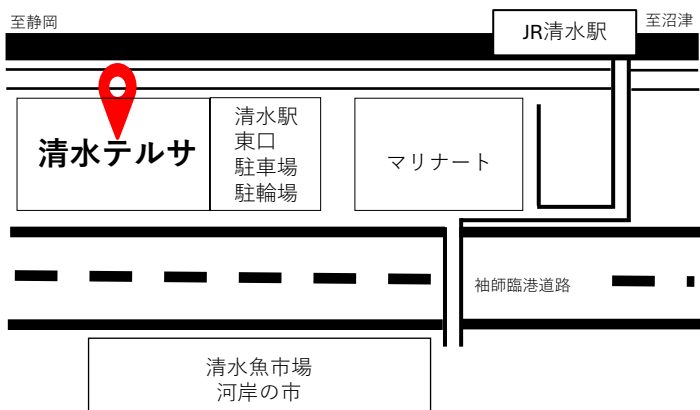 至静岡
JR清水駅
至沼津
清水テルサ
清水駅
東口
駐車場
駐輪場
マリナート
袖師臨港道路
清水魚市場
河岸の市